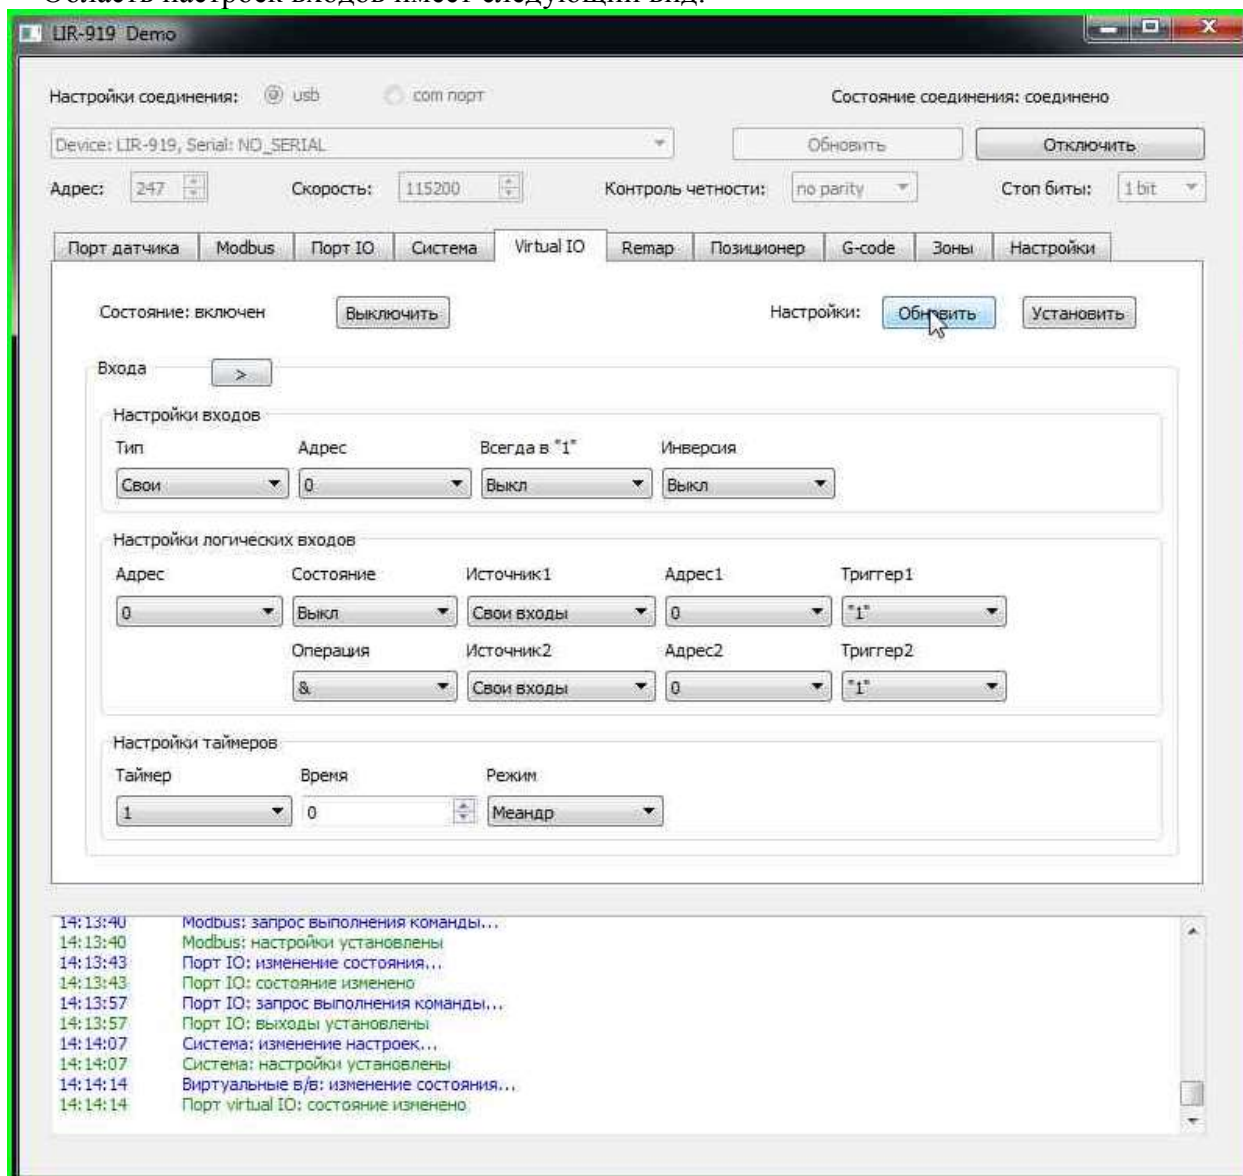 Область настроек входов имеет следующий вид:
LIR-919 Demo
Настройки соединения: usb com порт Состояние соединения: соединено
Device: LIR-919, Serial: NO_SERIAL Обновить Отключить
Адрес: 247 Скорость: 115200 Контроль четности: no parity Стоп биты: 1 bit
Порт датчика Modbus Порт IO Система Virtual IO Remap Позиционер G-code Зоны Настройки
Состояние: включен Выключить Настройки: Обновить Установить
Входа >
Настройки входов
Тип Адрес Всегда в "1" Инверсия
Свои 0 Выкл Выкл
Настройки логических входов
Адрес Состояние Источник1 Адрес1 Триггер1
0 Выкл Свои входы 0 "1"
Операция Источник2 Адрес2 Триггер2
& Свои входы 0 "1"
Настройки таймеров
Таймер Время Режим
1 0 Меандр
14:13:40 Modbus: запрос выполнения команды...
14:13:40 Modbus: настройки установлены
14:13:43 Порт IO: изменение состояния...
14:13:43 Порт IO: состояние изменено
14:13:57 Порт IO: запрос выполнения команды...
14:13:57 Порт IO: выходы установлены
14:14:07 Система: изменение настроек...
14:14:07 Система: настройки установлены
14:14:14 Виртуальные в/в: изменение состояния...
14:14:14 Порт virtual IO: состояние изменено